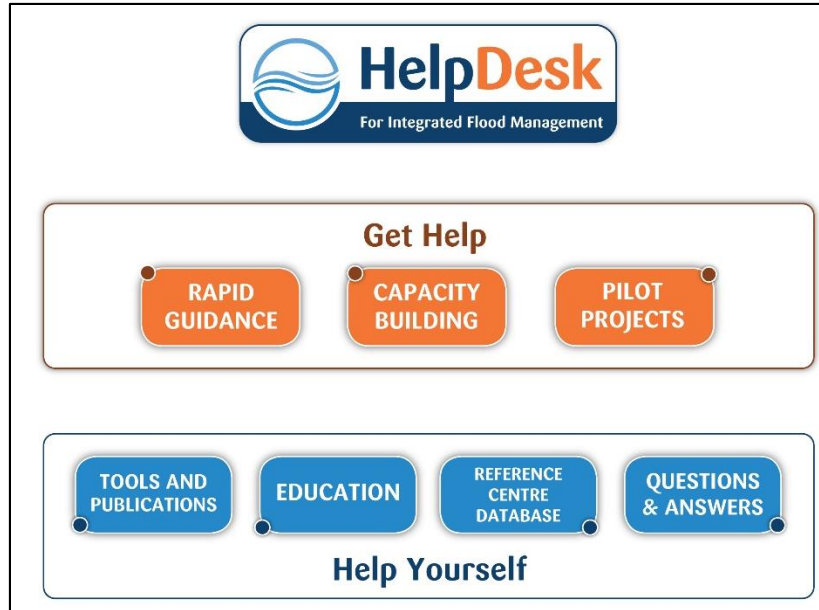 HelpDesk
For Integrated Flood Management
Get Help
RAPID
GUIDANCE
CAPACITY
BUILDING
PILOT
PROJECTS
TOOLS AND
PUBLICATIONS
EDUCATION
REFERENCE
CENTRE
DATABASE
QUESTIONS
& ANSWERS
Help Yourself